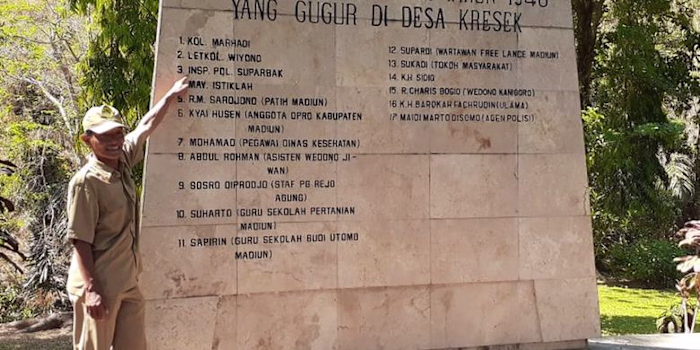 1948
YANG GUGUR DI DESA KRESEK
1. KOL. MARHADI
2. LETKOL. WIYONO
3. INSP. POL. SUPARBAK
MAY. ISTIKLAH
5. R.M. SARDJONO (PATIH MADIUN)
6. KYAI HUSEN (ANGGOTA DPRD KABUPATEN
MADIUN)
7. MOHAMAD (PEGAWAI DINAS KESEHATAN)
8. ABDUL ROHMAN (ASISTEN WEDONO JI-
WAN)
9. SOSRO DIPRODJO (STAF PG REJO
AGUNG)
10. SUHARTO (GURU SEKOLAH PERTANIAN
MADIUN)
11. SAPIRIN (GURU SEKOLAH BUDI UTOMO
MADIUN)
12. SUPARDI (WARTAWAN FREE LANCE MADIUN)
13. SUKADI (TOKOH MASYARAKAT)
14. K.H SIDIQ
15. R.CHARIS BOGIO (WEDONO KANIGORO)
16. K.H. BAROKAH FACHRUDIN (ULAMA)
17. MAIDI MARTO DISOMO (AGEN POLISI)